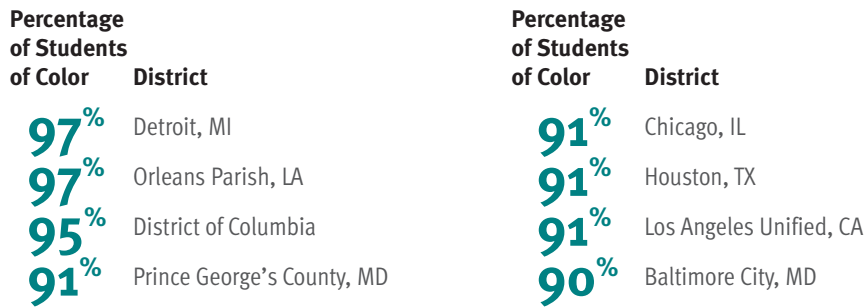 Percentage
of Students
of Color District
97% Detroit, MI
97% Orleans Parish, LA
95% District of Columbia
91% Prince George’s County, MD
Percentage
of Students
of Color District
91% Chicago, IL
91% Houston, TX
91% Los Angeles Unified, CA
90% Baltimore City, MD